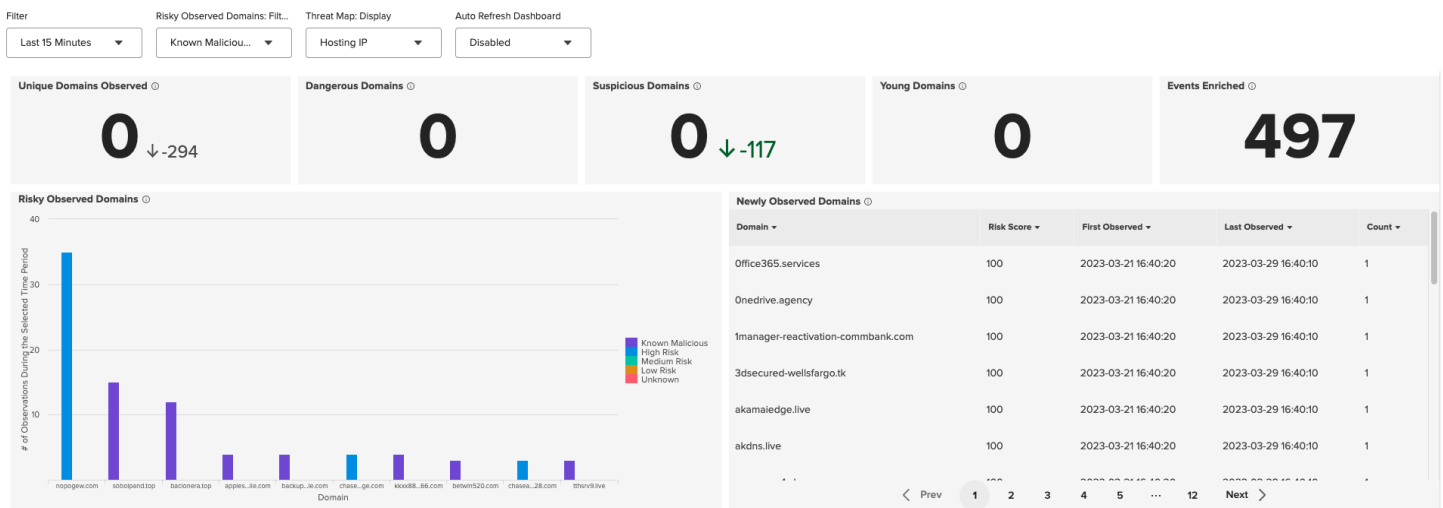 Filter
Risky Observed Domains: Filt...
Threat Map: Display
Auto Refresh Dashboard
Last 15 Minutes
Known Maliciou...
Hosting IP
Disabled
Unique Domains Observed
Dangerous Domains
Suspicious Domains
Young Domains
Events Enriched
0 ↓-294
0
0 ↓-117
0
497
Risky Observed Domains
# of Observations During the Selected Time Period
40
30
20
10
nopogew.com
sobolpand.top
bacionera.top
apples...lie.com
backup...ie.com
chase...ge.com
kkxx88...66.com
betwin520.com
chasea...28.com
tthsrv9.live
Domain
Known Malicious
High Risk
Medium Risk
Low Risk
Unknown
Newly Observed Domains
Domain Risk Score First Observed Last Observed Count
0ffice365.services 100 2023-03-21 16:40:20 2023-03-29 16:40:10 1
0nedrive.agency 100 2023-03-21 16:40:20 2023-03-29 16:40:10 1
1manager-reactivation-commbank.com 100 2023-03-21 16:40:20 2023-03-29 16:40:10 1
3dsecured-wellsfargo.tk 100 2023-03-21 16:40:20 2023-03-29 16:40:10 1
akamaiedge.live 100 2023-03-21 16:40:20 2023-03-29 16:40:10 1
akdns.live 100 2023-03-21 16:40:20 2023-03-29 16:40:10 1
Prev 1 2 3 4 5 ... 12 Next